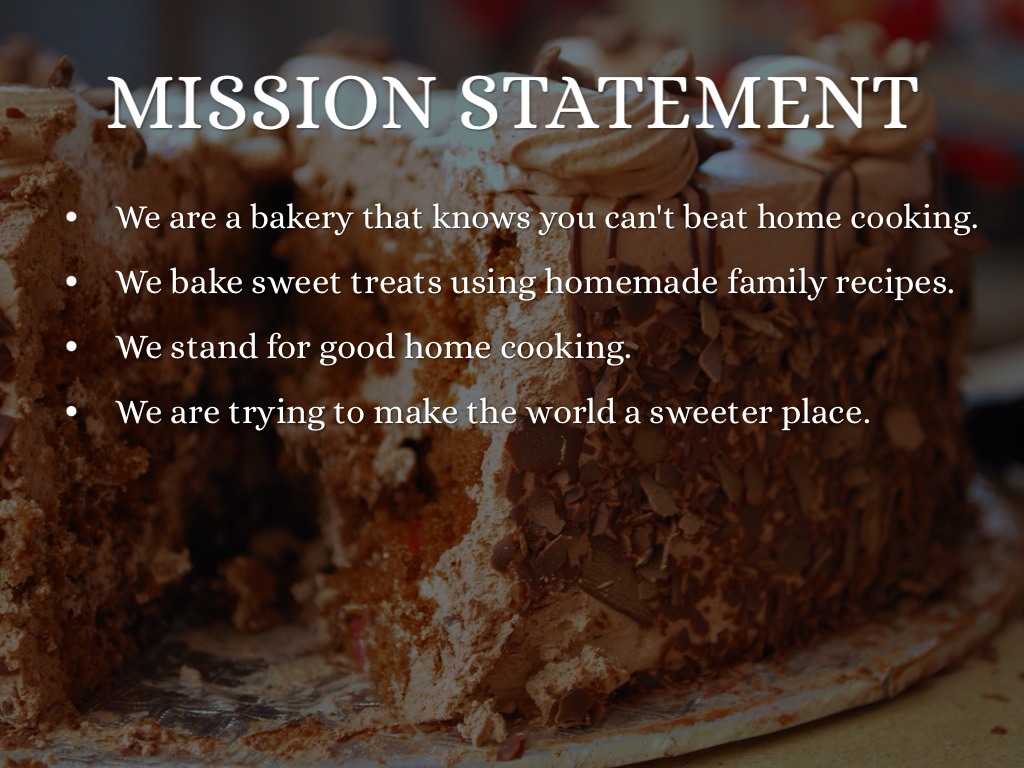 MISSION STATEMENT
• We are a bakery that knows you can't beat home cooking.
• We bake sweet treats using homemade family recipes.
• We stand for good home cooking.
• We are trying to make the world a sweeter place.